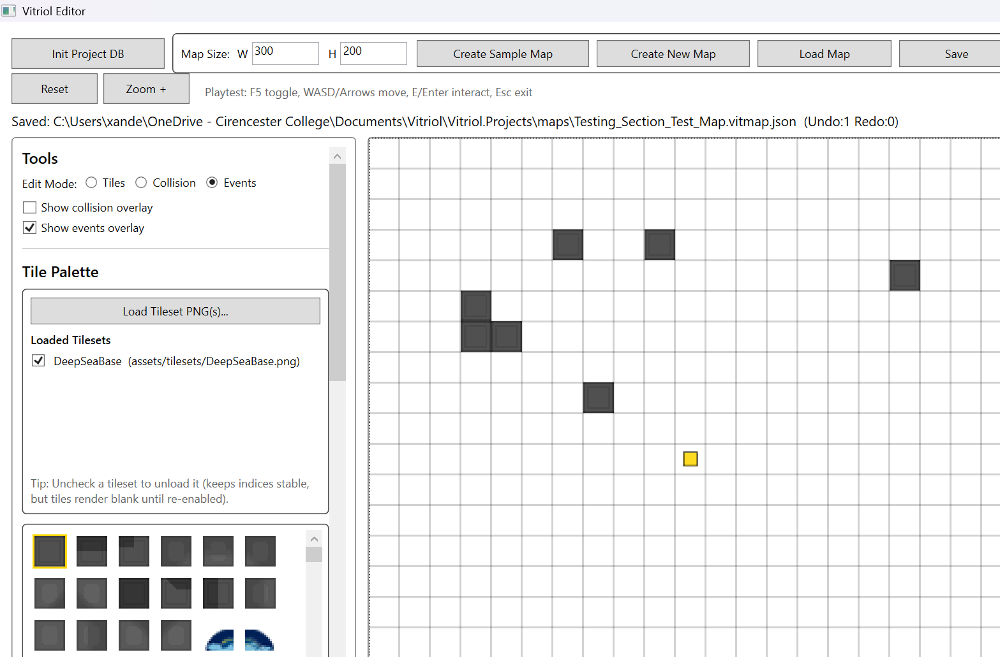 Vitriol Editor
Init Project DB
Map Size: W 300 H 200 Create Sample Map Create New Map Load Map Save
Reset Zoom + Playtest: F5 toggle, WASD/Arrows move, E/Enter interact, Esc exit
Saved: C:\Users\xande\OneDrive - Cirencester College\Documents\Vitriol\Vitriol.Projects\maps\Testing_Section_Test_Map.vitmap.json (Undo:1 Redo:0)
Tools
Edit Mode: Tiles Collision Events
Show collision overlay
Show events overlay
Tile Palette
Load Tileset PNG(s)...
Loaded Tilesets
DeepSeaBase (assets/tilesets/DeepSeaBase.png)
Tip: Uncheck a tileset to unload it (keeps indices stable,
but tiles render blank until re-enabled).